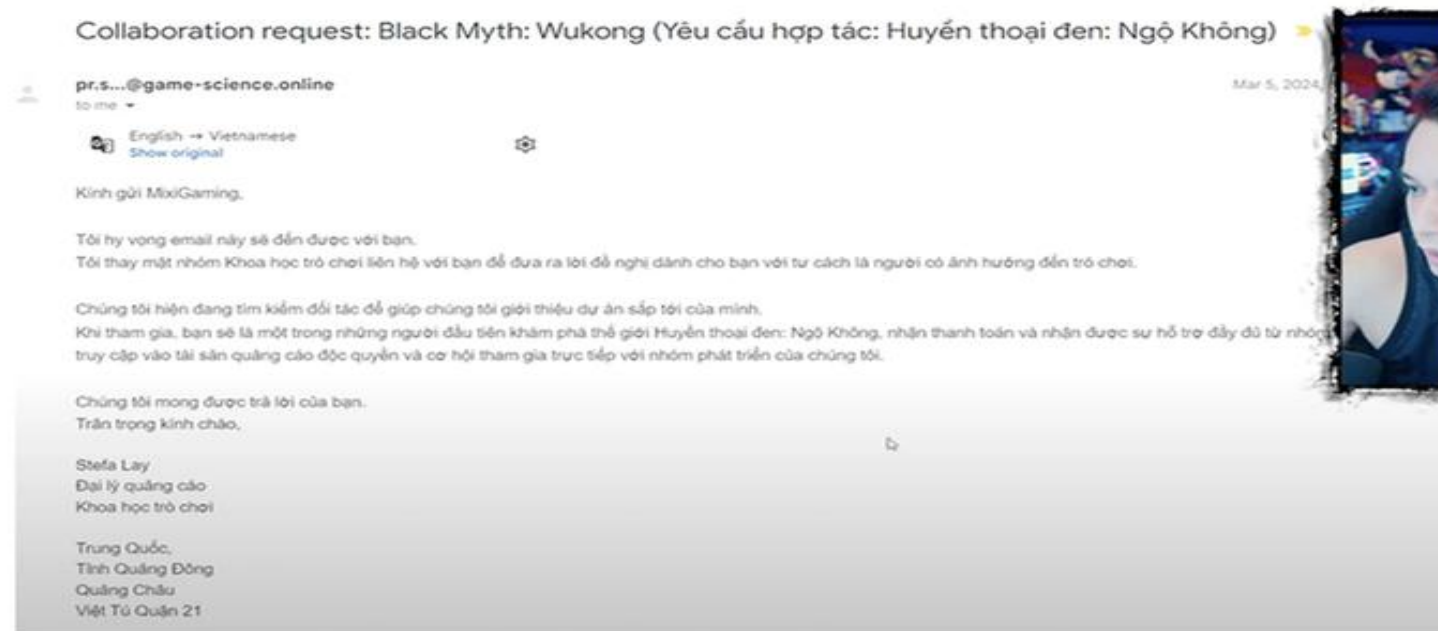 Collaboration request: Black Myth: Wukong (Yêu cầu hợp tác: Huyền thoại đen: Ngộ Không)
pr.s...@game-science.online
Mar 5, 2024,
to me
English → Vietnamese
Show original
Kính gửi MixiGaming,
Tôi hy vọng email này sẽ đến được với bạn.
Tôi thay mặt nhóm Khoa học trò chơi liên hệ với bạn để đưa ra lời đề nghị dành cho bạn với tư cách là người có ảnh hưởng đến trò chơi.
Chúng tôi hiện đang tìm kiếm đối tác để giúp chúng tôi giới thiệu dự án sắp tới của mình.
Khi tham gia, bạn sẽ là một trong những người đầu tiên khám phá thế giới Huyền thoại đen: Ngộ Không, nhận thanh toán và nhận được sự hỗ trợ đầy đủ từ nhóm
truy cập vào tài sản quảng cáo độc quyền và cơ hội tham gia trực tiếp với nhóm phát triển của chúng tôi.
Chúng tôi mong được trả lời của bạn.
Trân trọng kính chào,
Stefa Lay
Đại lý quảng cáo
Khoa học trò chơi
Trung Quốc,
Tỉnh Quảng Đông
Quảng Châu
Việt Tú Quận 21